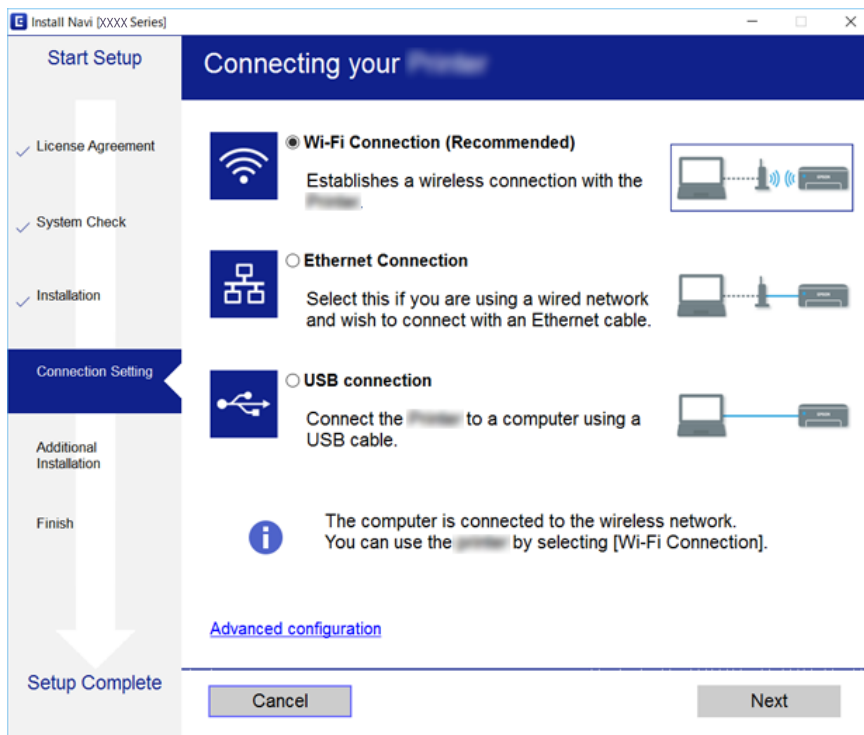 Install Navi [XXXX Series]
Start Setup
License Agreement
System Check
Installation
Connection Setting
Additional
Installation
Finish
Setup Complete
Connecting your
Wi-Fi Connection (Recommended)
Establishes a wireless connection with the
Ethernet Connection
Select this if you are using a wired network
and wish to connect with an Ethernet cable.
USB connection
Connect the to a computer using a
USB cable.
The computer is connected to the wireless network.
You can use the by selecting [Wi-Fi Connection].
Advanced configuration
Cancel
Next